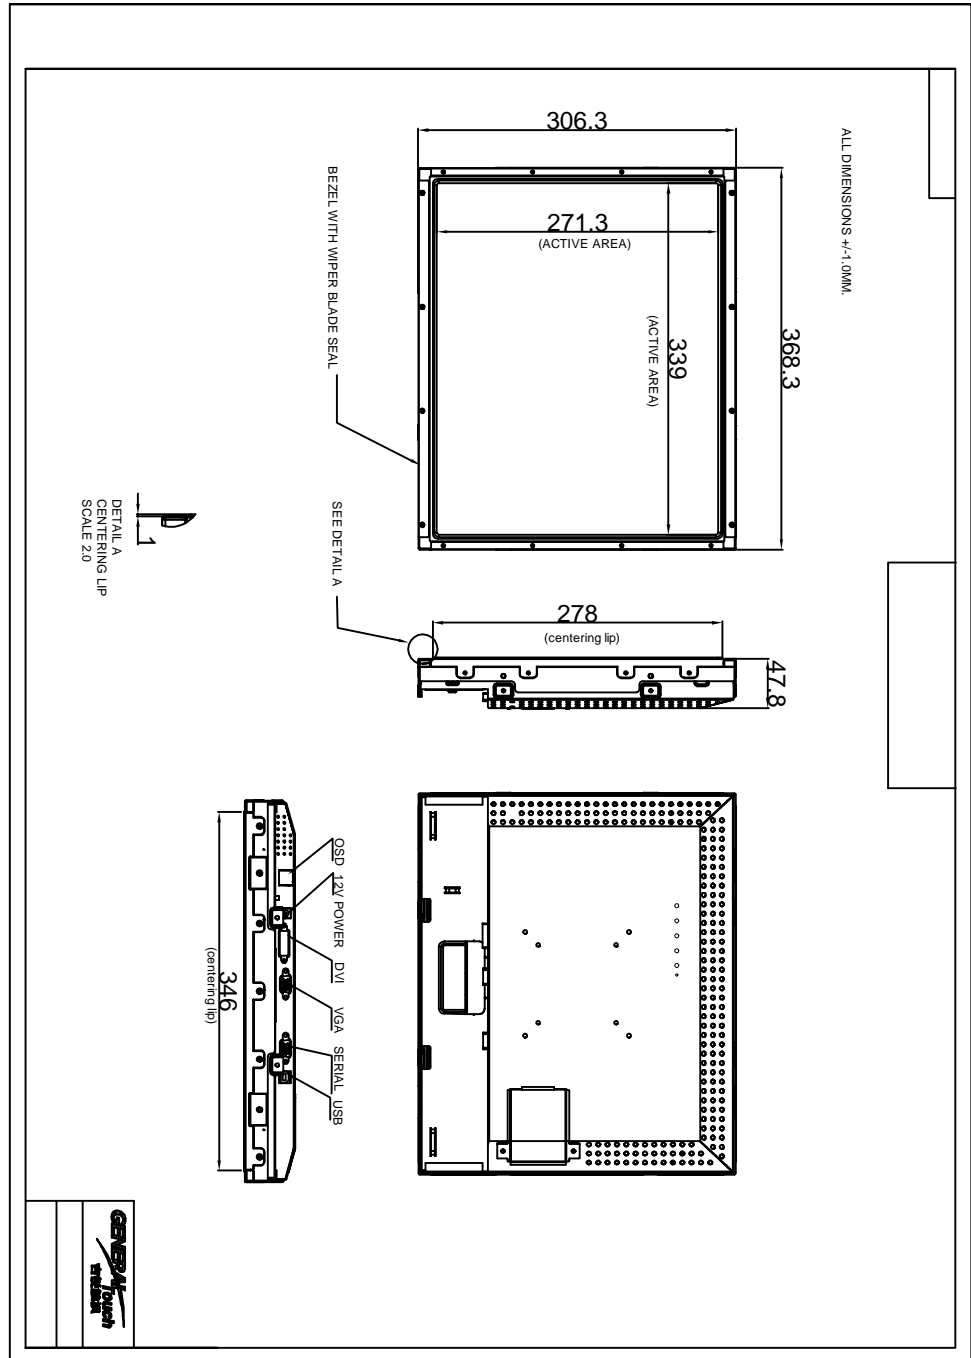 ALL DIMENSIONS +/-1.0MM.
368.3
306.3
271.3
(ACTIVE AREA)
339
(ACTIVE AREA)
BEZEL WITH WIPER BLADE SEAL
SEE DETAIL A
278
(centering lip)
47.8
DETAIL A
CENTERING LIP
SCALE 2.0
1
OSD
12V POWER
DVI
VGA
SERIAL
USB
346
(centering lip)
GENERAL
Touch